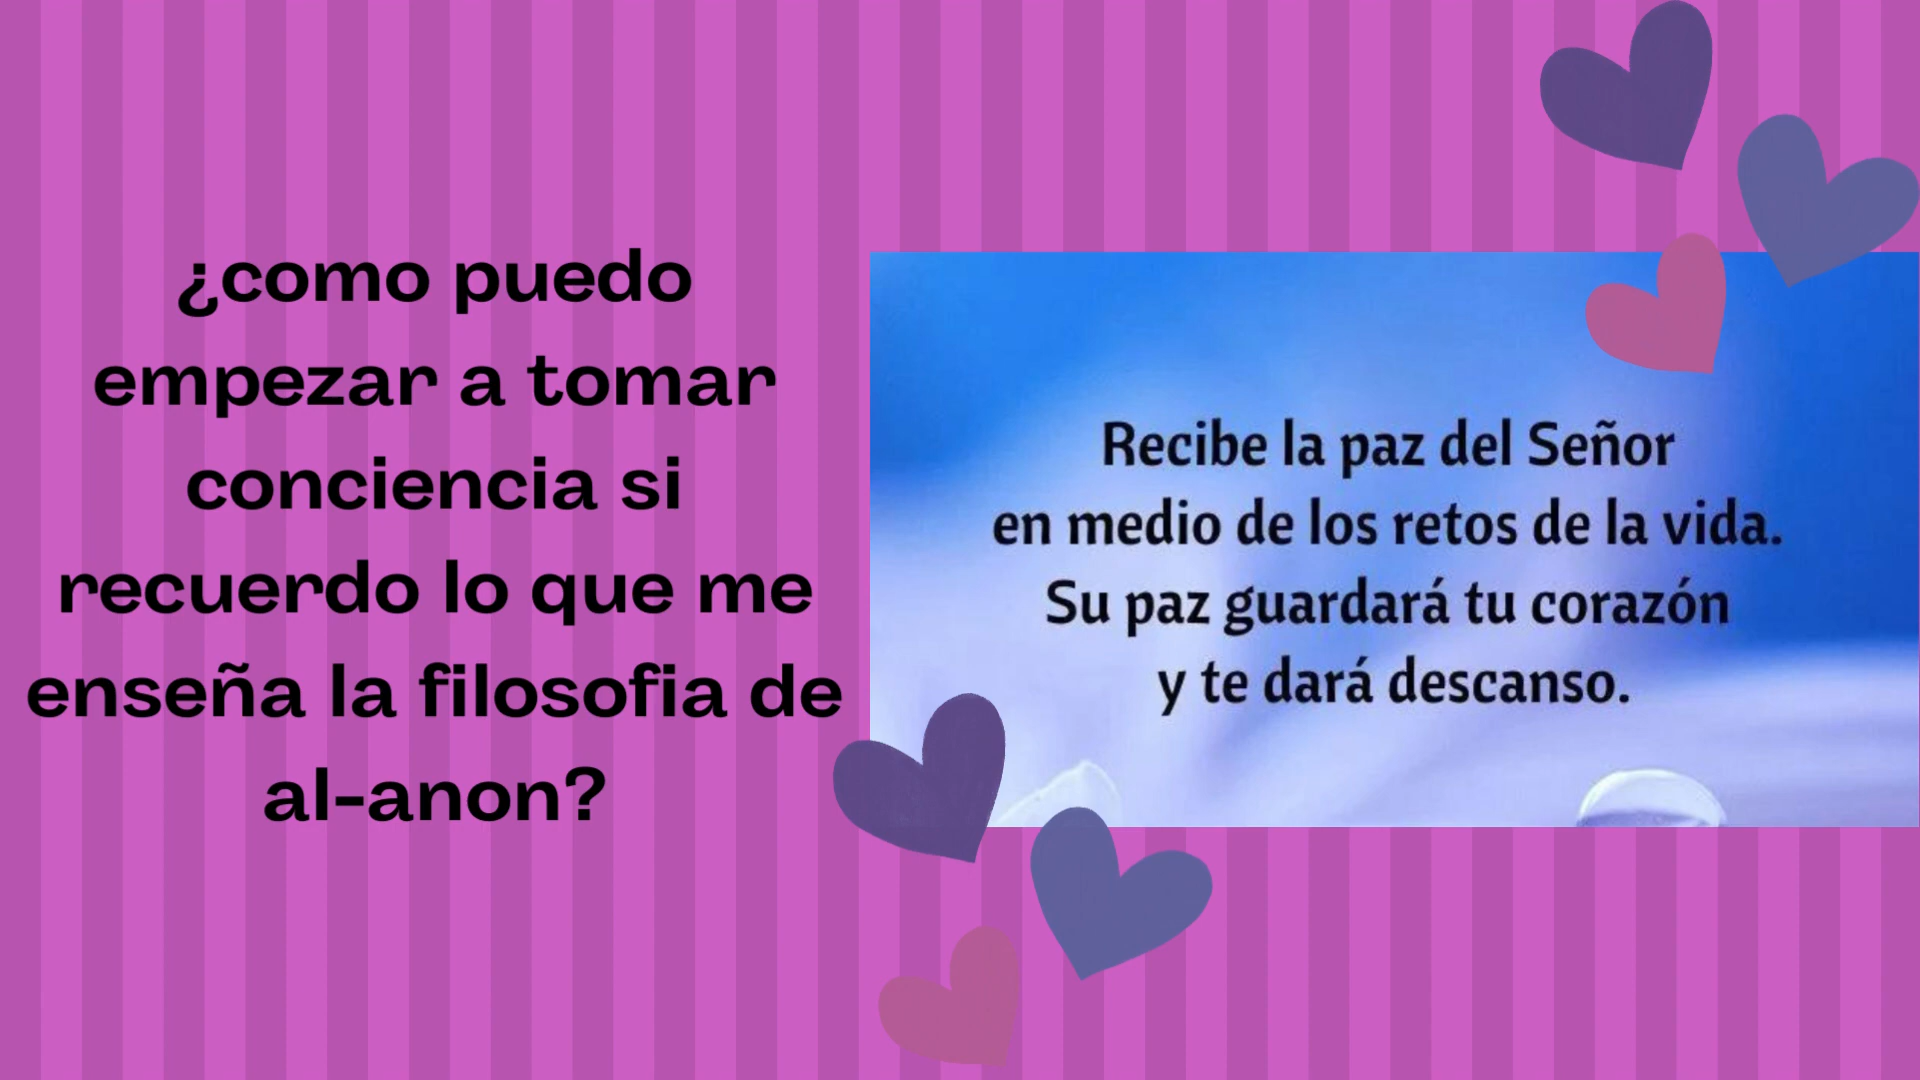 ¿como puedo
empezar a tomar
conciencia si
recuerdo lo que me
enseña la filosofia de
al-anon?
Recibe la paz del Señor
en medio de los retos de la vida.
Su paz guardará tu corazón
y te dará descanso.